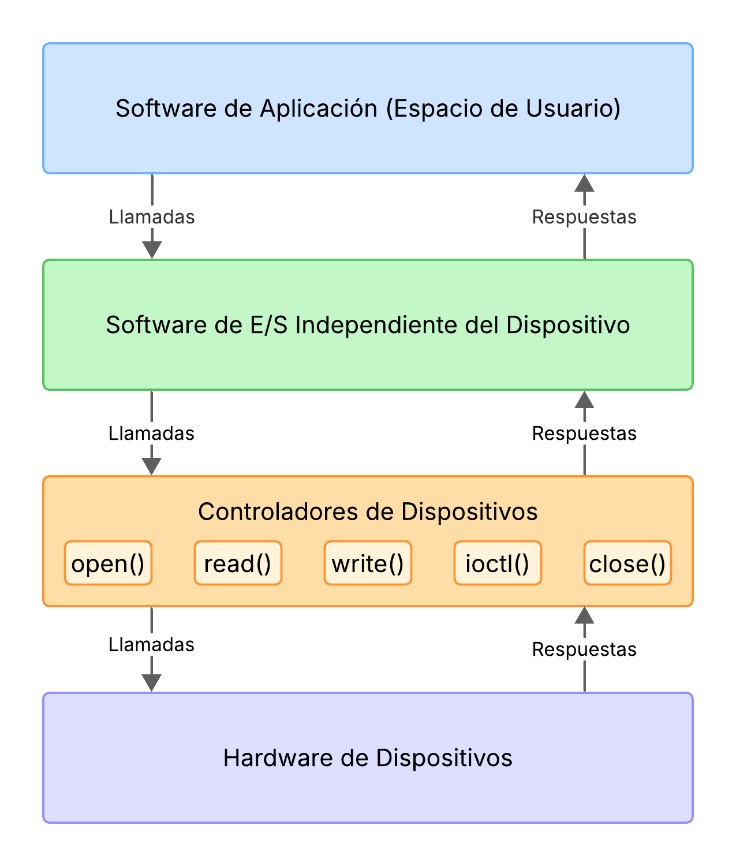 Software de Aplicación (Espacio de Usuario)
Llamadas
Respuestas
Software de E/S Independiente del Dispositivo
Llamadas
Respuestas
Controladores de Dispositivos
open()
read()
write()
ioctl()
close()
Llamadas
Respuestas
Hardware de Dispositivos